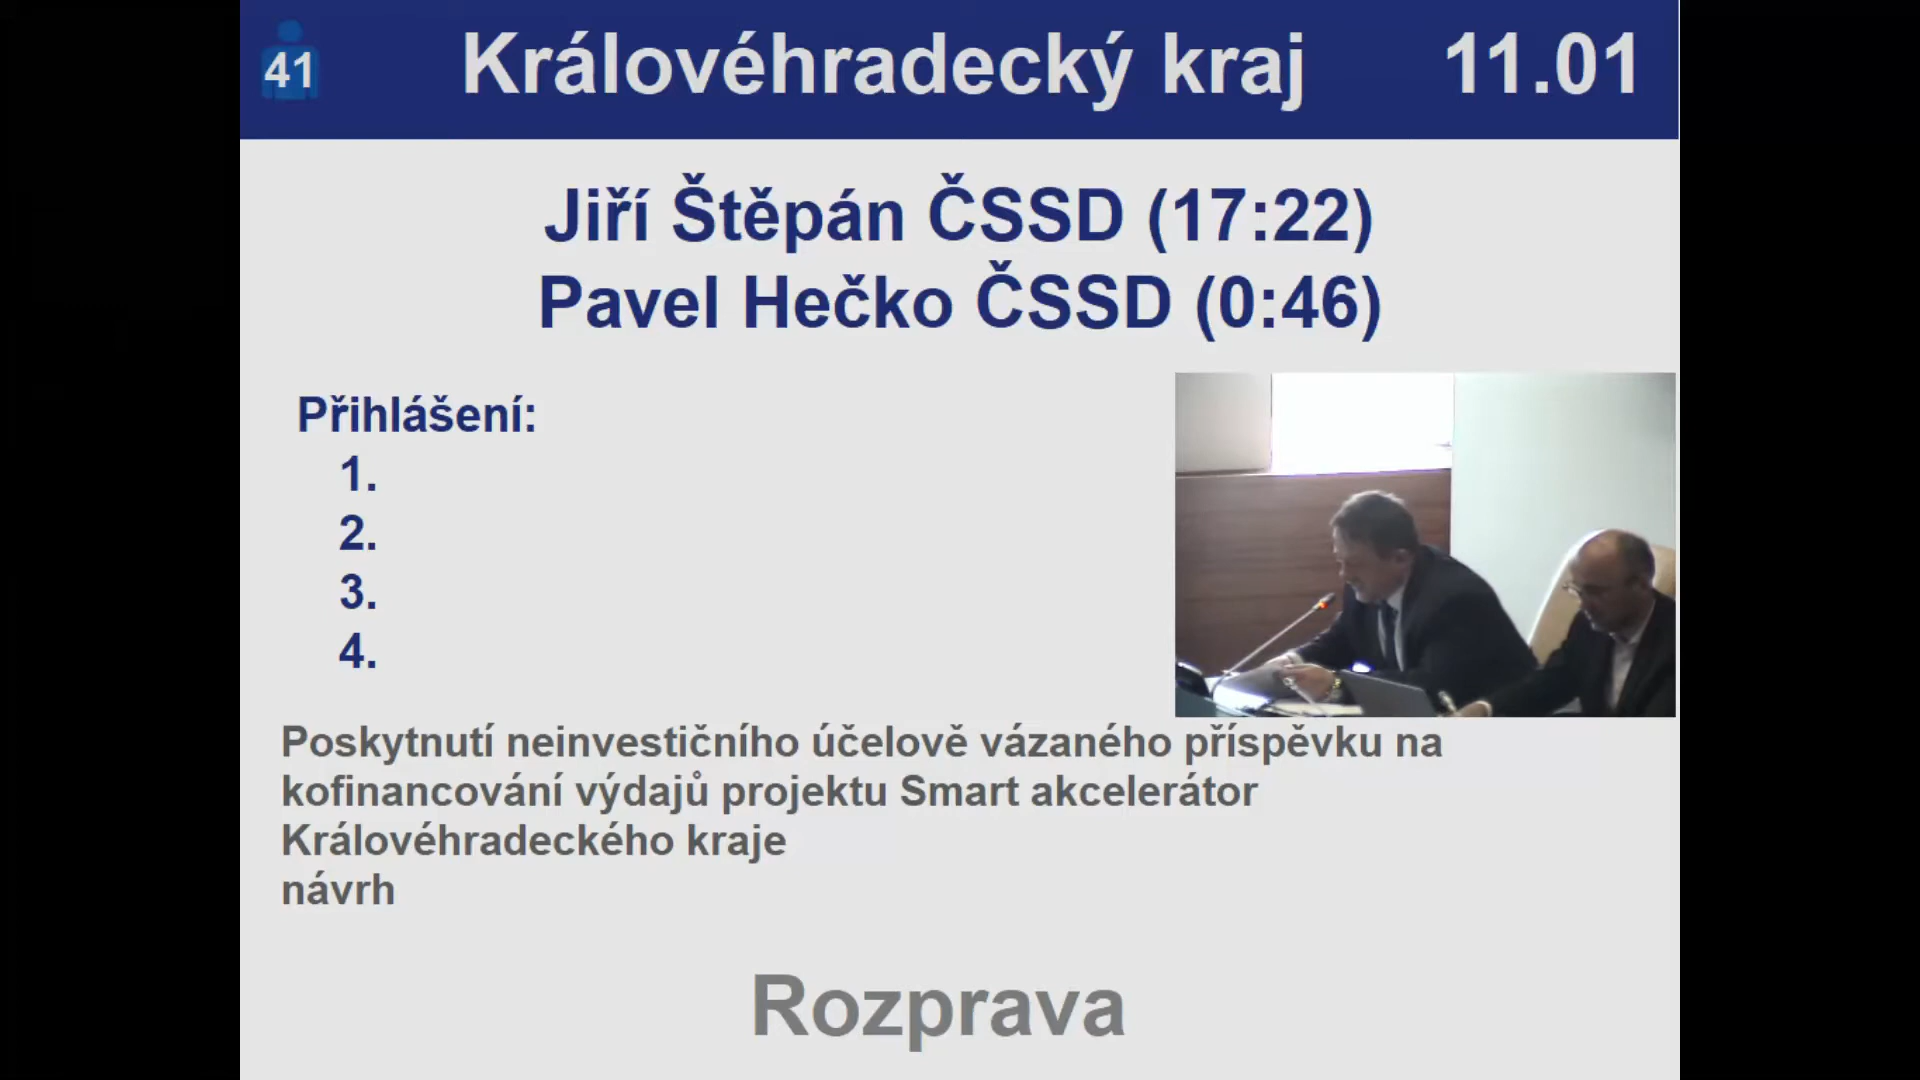 41
Královéhradecký kraj
11.01
Jiří Štěpán ČSSD (17:22)
Pavel Hečko ČSSD (0:46)
Přihlášení:
1.
2.
3.
4.
Poskytnutí neinvestičního účelově vázaného příspěvku na
kofinancování výdajů projektu Smart akcelerátor
Královéhradeckého kraje
návrh
Rozprava